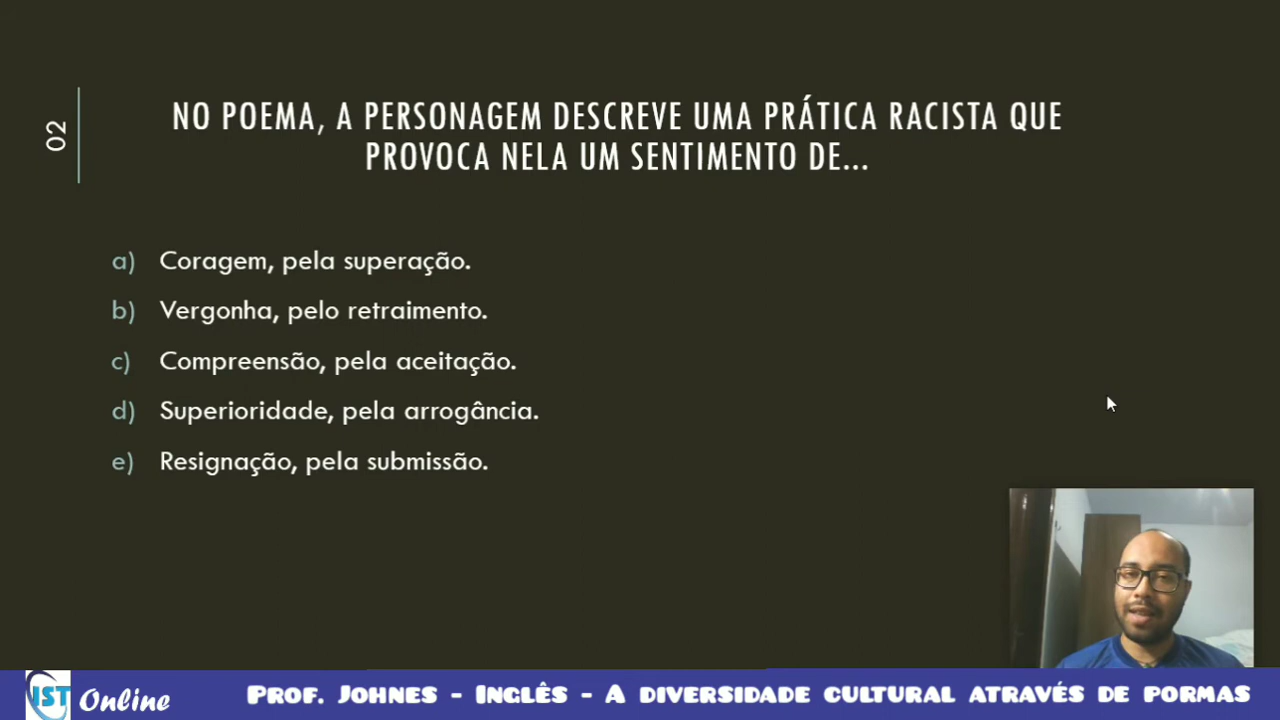 02
NO POEMA, A PERSONAGEM DESCREVE UMA PRÁTICA RACISTA QUE
PROVOCA NELA UM SENTIMENTO DE...
a) Coragem, pela superação.
b) Vergonha, pelo retraimento.
c) Compreensão, pela aceitação.
d) Superioridade, pela arrogância.
e) Resignação, pela submissão.
IST Online
PROF. JOHNES - INGLÊS - A DIVERSIDADE CULTURAL ATRAVÉS DE PORMAS